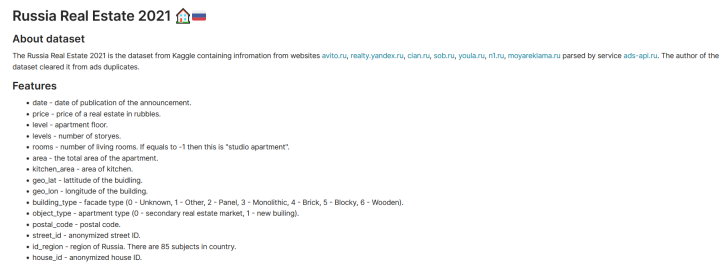 Russia Real Estate 2021 🏠🇷🇺
About dataset
The Russia Real Estate 2021 is the dataset from Kaggle containing infromation from websites avito.ru, realty.yandex.ru, cian.ru, sob.ru, youla.ru, n1.ru, moyareklama.ru parsed by service ads-api.ru. The author of the
dataset cleared it from ads duplicates.
Features
• date - date of publication of the announcement.
• price - price of a real estate in rubbles.
• level - apartment floor.
• levels - number of storyes.
• rooms - number of living rooms. If equals to -1 then this is "studio apartment".
• area - the total area of the apartment.
• kitchen_area - area of kitchen.
• geo_lat - lattitude of the buidling.
• geo_lon - longitude of the building.
• building_type - facade type (0 - Unknown, 1 - Other, 2 - Panel, 3 - Monolithic, 4 - Brick, 5 - Blocky, 6 - Wooden).
• object_type - apartment type (0 - secondary real estate market, 1 - new builing).
• postal_code - postal code.
• street_id - anonymized street ID.
• id_region - region of Russia. There are 85 subjects in country.
• house_id - anonymized house ID.